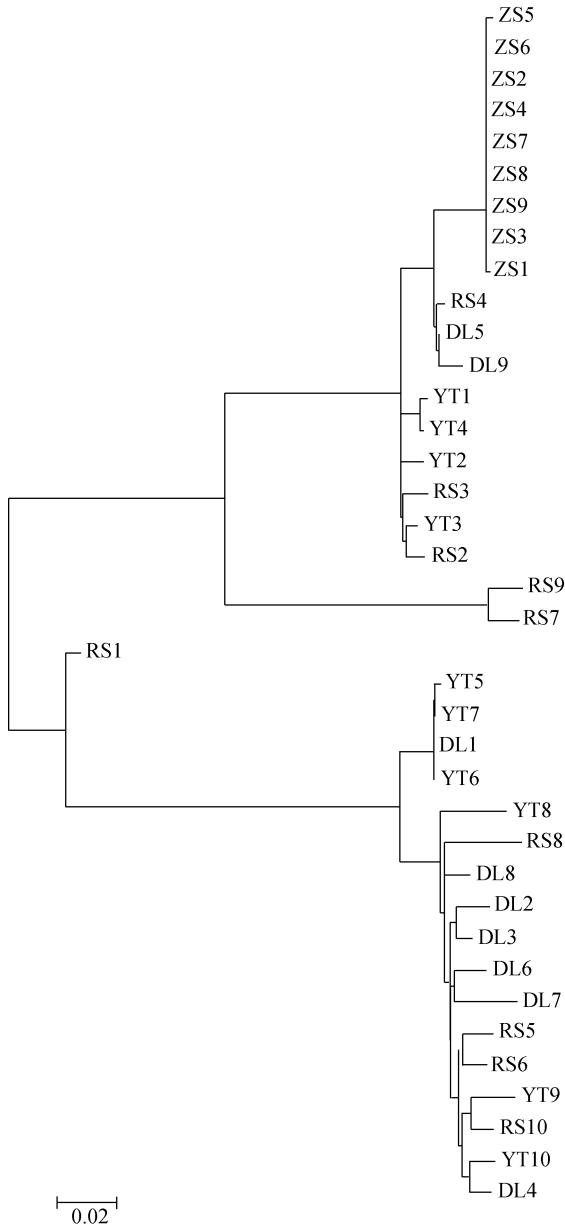 ZS5
ZS6
ZS2
ZS4
ZS7
ZS8
ZS9
ZS3
ZS1
RS4
DL5
DL9
YT1
YT4
YT2
RS3
YT3
RS2
RS9
RS7
RS1
YT5
YT7
DL1
YT6
YT8
RS8
DL8
DL2
DL3
DL6
DL7
RS5
RS6
YT9
RS10
YT10
DL4
0.02